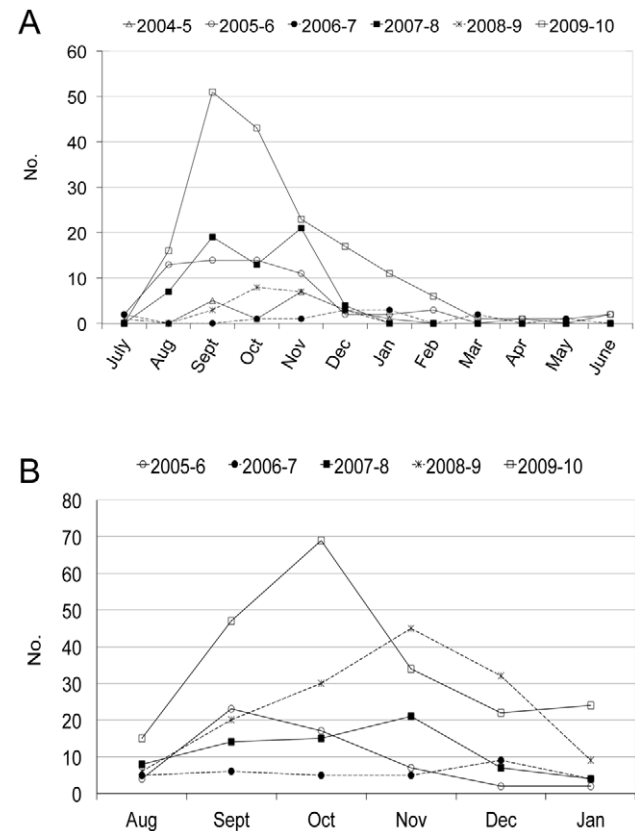 A
2004-5 2005-6 2006-7 2007-8 2008-9 2009-10
60
50
40
30
20
10
0
No.
July Aug Sept Oct Nov Dec Jan Feb Mar Apr May June
B
2005-6 2006-7 2007-8 2008-9 2009-10
80
70
60
50
40
30
20
10
0
No.
Aug Sept Oct Nov Dec Jan